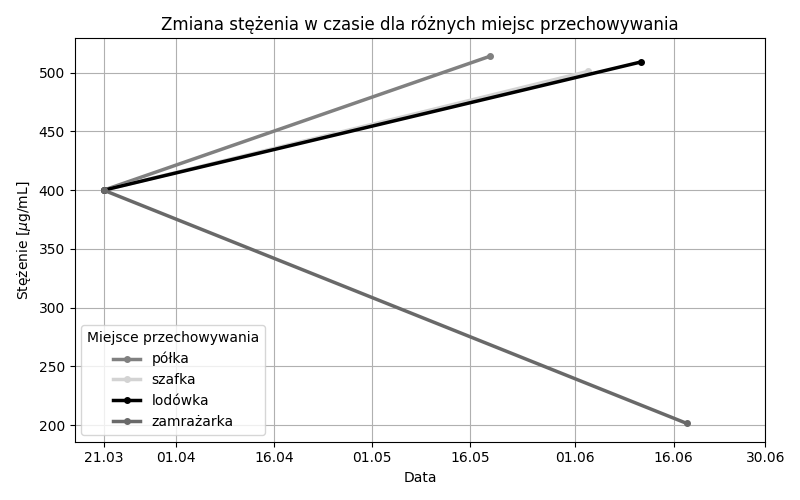 Zmiana stężenia w czasie dla różnych miejsc przechowywania
Stężenie [µg/mL]
500
450
400
350
300
250
200
Miejsce przechowywania
półka
szafka
lodówka
zamrażarka
21.03 01.04 16.04 01.05 16.05 01.06 16.06 30.06
Data